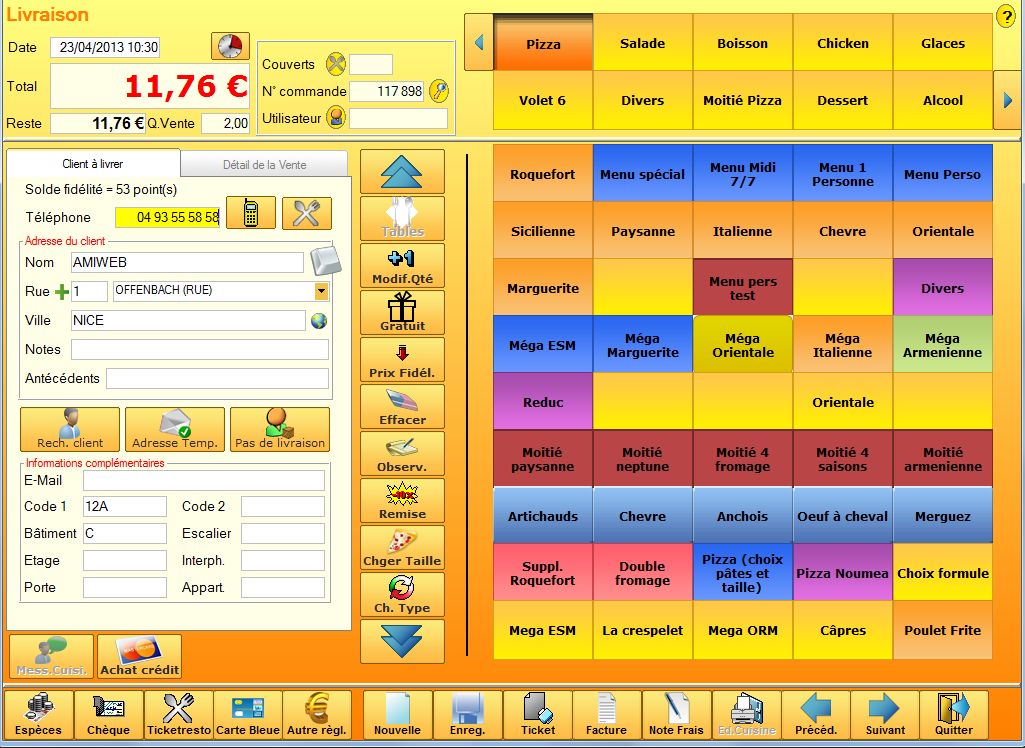 Livraison
Date 23/04/2013 10:30
Total 11,76 €
Reste 11,76 € Q.Vente 2,00
Couverts
N° commande 117 898
Utilisateur
Pizza Salade Boisson Chicken Glaces
Volet 6 Divers Moitié Pizza Dessert Alcool
?
Client à livrer Détail de la Vente
Solde fidélité = 53 point(s)
Téléphone 04 93 55 58 58
Adresse du client
Nom AMIWEB
Rue 1 OFFENBACH (RUE)
Ville NICE
Notes
Antécédents
Rech. client Adresse Temp. Pas de livraison
Informations complémentaires
E-Mail
Code 1 12A Code 2
Bâtiment C Escalier
Etage Interph.
Porte Appart.
Mess.Cuisi. Achat crédit
Tables
+1
Modif.Qté
Gratuit
Prix Fidél.
Effacer
Observ.
-10%
Remise
Chger Taille
Ch. Type
Roquefort Menu spécial Menu Midi 7/7 Menu 1 Personne Menu Perso
Sicilienne Paysanne Italienne Chevre Orientale
Marguerite Menu pers test Divers
Méga ESM Méga Marguerite Méga Orientale Méga Italienne Méga Armenienne
Reduc Orientale
Moitié paysanne Moitié neptune Moitié 4 fromage Moitié 4 saisons Moitié armenienne
Artichauds Chevre Anchois Oeuf à cheval Merguez
Suppl. Roquefort Double fromage Pizza (choix pâtes et taille) Pizza Noumea Choix formule
Mega ESM La crespelet Mega ORM Câpres Poulet Frite
Espèces Chèque Ticketresto Carte Bleue Autre règl. Nouvelle Enreg. Ticket Facture Note Frais Ed.Cuisine Précéd. Suivant Quitter